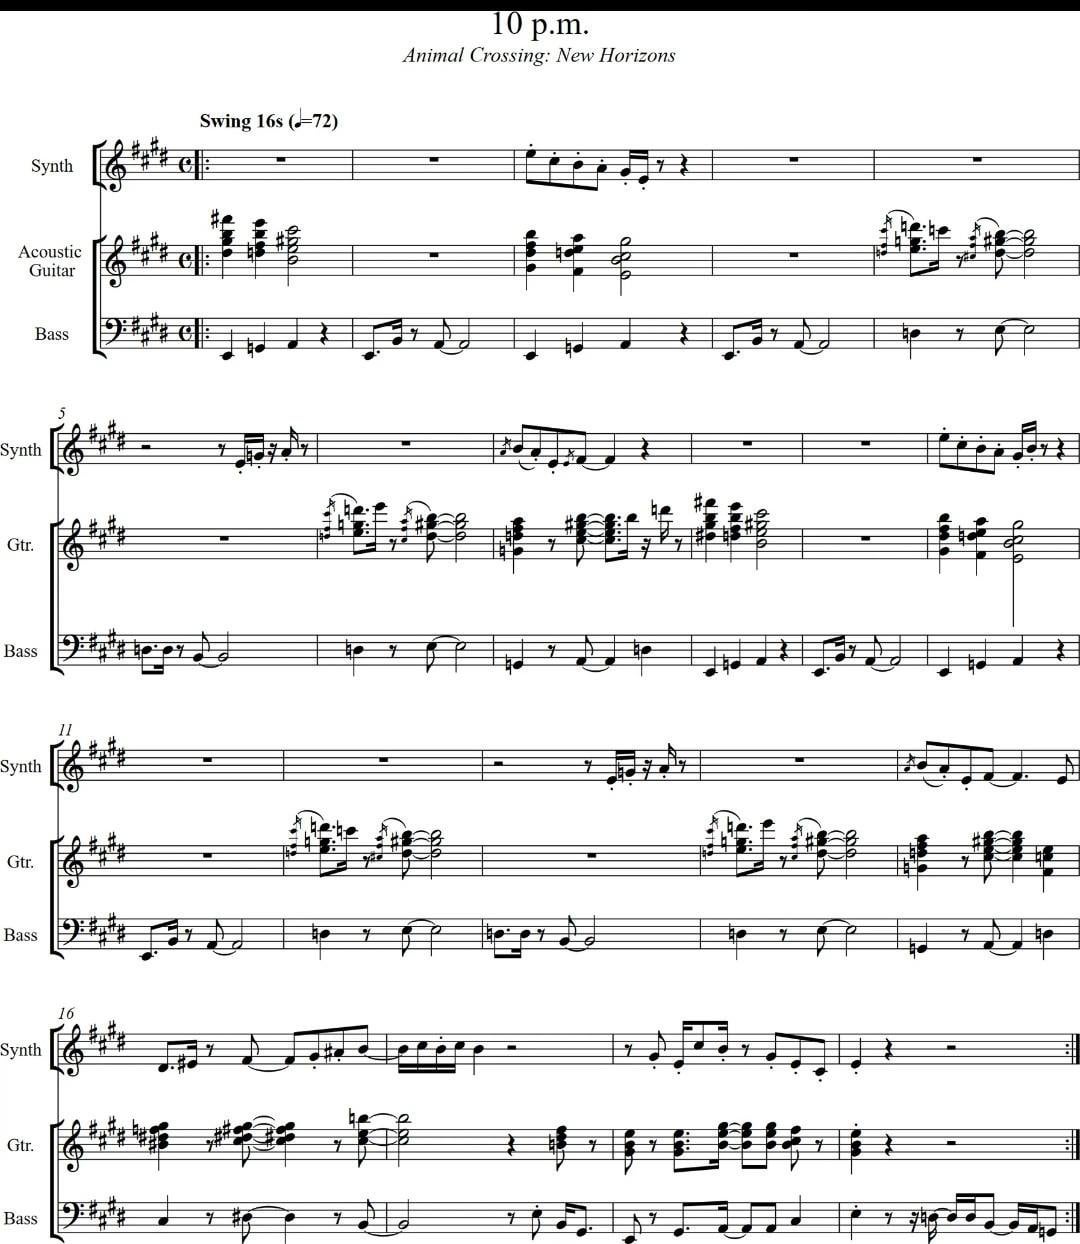 10 p.m.
Animal Crossing: New Horizons
Swing 16s (♩=72)
Synth
Acoustic
Guitar
Bass
5
Synth
Gtr.
Bass
11
Synth
Gtr.
Bass
16
Synth
Gtr.
Bass